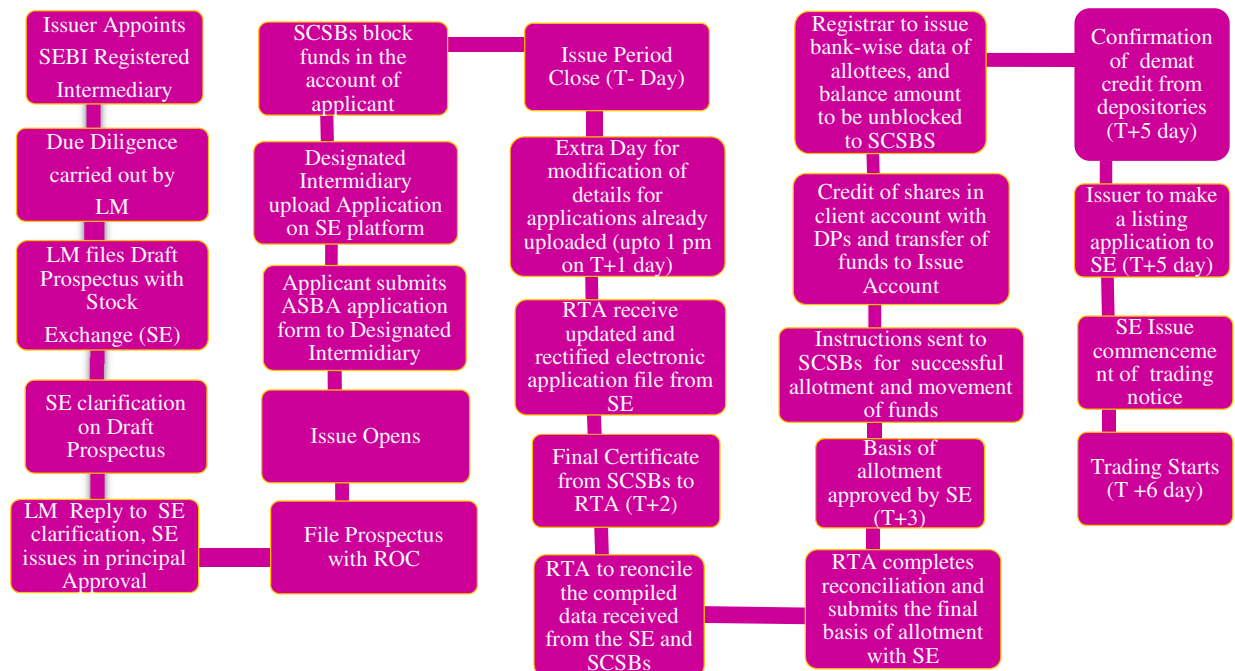 Issuer Appoints
SEBI Registered
Intermediary
Due Diligence
carried out by
LM
LM files Draft
Prospectus with
Stock
Exchange (SE)
SE clarification
on Draft
Prospectus
LM Reply to SE
clarification, SE
issues in principal
Approval
File Prospectus
with ROC
Issue Opens
Applicant submits
ASBA application
form to Designated
Intermidiary
Designated
Intermidiary
upload Application
on SE platform
SCSBs block
funds in the
account of
applicant
Issue Period
Close (T- Day)
Extra Day for
modification of
details for
applications already
uploaded (upto 1 pm
on T+1 day)
RTA receive
updated and
rectified electronic
application file from
SE
Final Certificate
from SCSBs to
RTA (T+2)
RTA to reconcile
the compiled
data received
from the SE and
SCSBs
RTA completes
reconciliation and
submits the final
basis of allotment
with SE
Basis of
allotment
approved by SE
(T+3)
Instructions sent to
SCSBs for successful
allotment and movement
of funds
Credit of shares in
client account with
DPs and transfer of
funds to Issue
Account
Registrar to issue
bank-wise data of
allottees, and
balance amount
to be unblocked
to SCSBS
Confirmation
of demat
credit from
depositories
(T+5 day)
Issuer to make
a listing
application to
SE (T+5 day)
SE Issue
commenceme
nt of trading
notice
Trading Starts
(T +6 day)